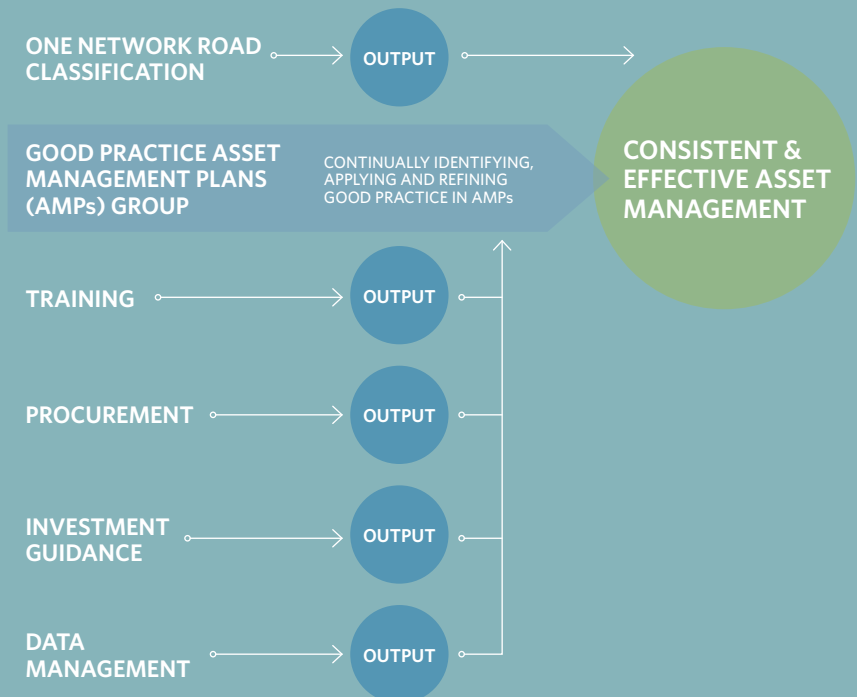 ONE NETWORK ROAD
CLASSIFICATION
OUTPUT
GOOD PRACTICE ASSET
MANAGEMENT PLANS
(AMPs) GROUP
CONTINUALLY IDENTIFYING,
APPLYING AND REFINING
GOOD PRACTICE IN AMPs
CONSISTENT &
EFFECTIVE ASSET
MANAGEMENT
TRAINING
OUTPUT
PROCUREMENT
OUTPUT
INVESTMENT
GUIDANCE
OUTPUT
DATA
MANAGEMENT
OUTPUT